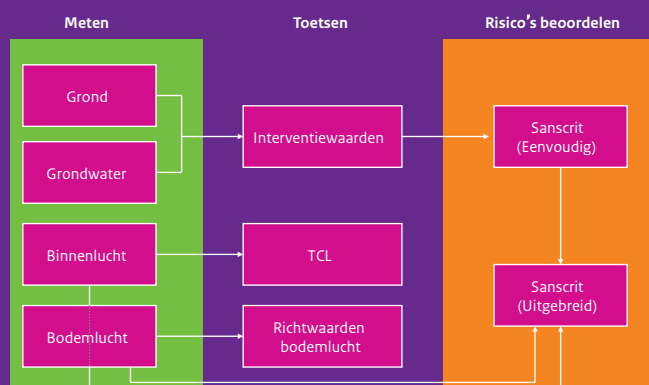 Meten
Toetsen
Risico's beoordelen
Grond
Grondwater
Interventiewaarden
Sanscrit
(Eenvoudig)
Binnenlucht
TCL
Sanscrit
(Uitgebreid)
Bodemlucht
Richtwaarden
bodemlucht